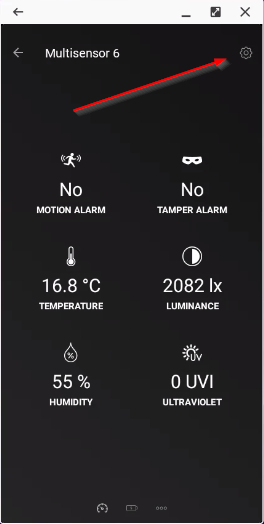 Multisensor 6
No No
MOTION ALARM TAMPER ALARM
16.8 °C 2082 lx
TEMPERATURE LUMINANCE
%
UV
55 % 0 UVI
HUMIDITY ULTRAVIOLET